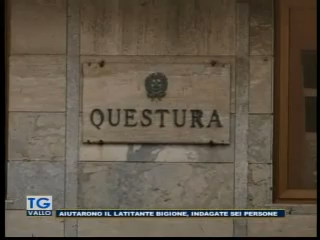 QUESTURA
TG
VALLO
AIUTARONO IL LATITANTE BIGIONE, INDAGATE SEI PERSONE